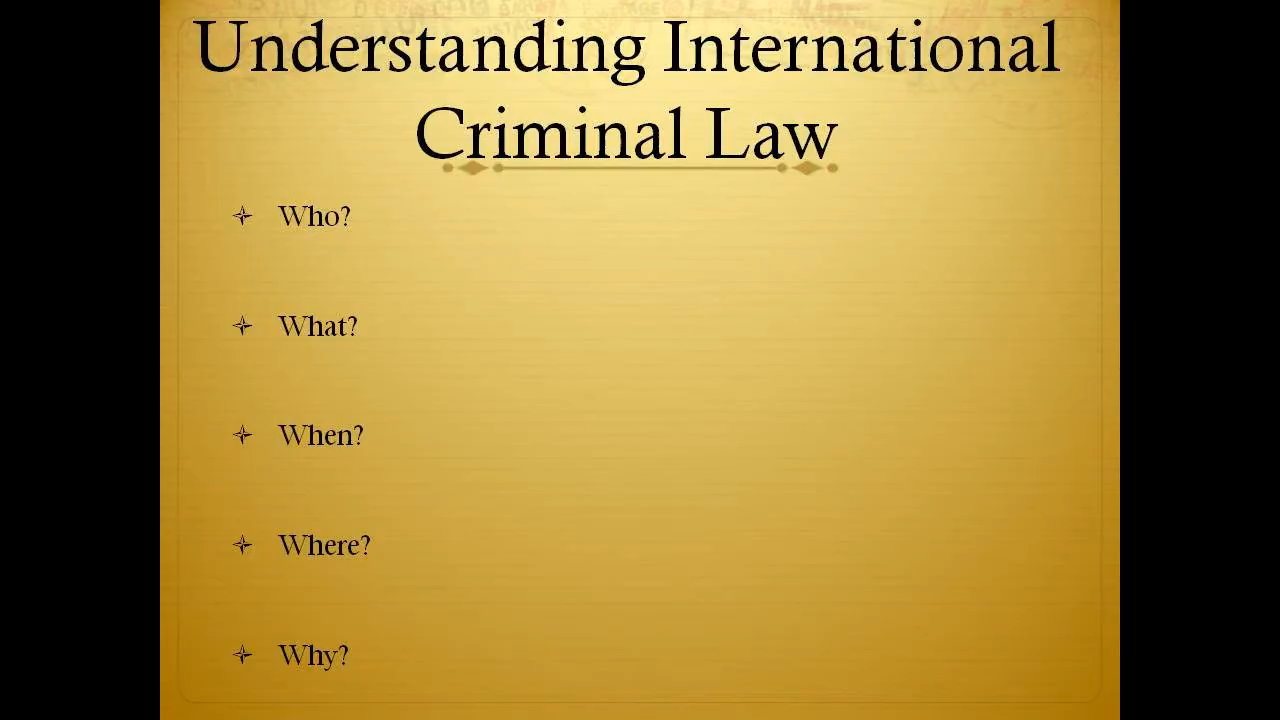 Understanding International
Criminal Law
Who?
What?
When?
Where?
Why?